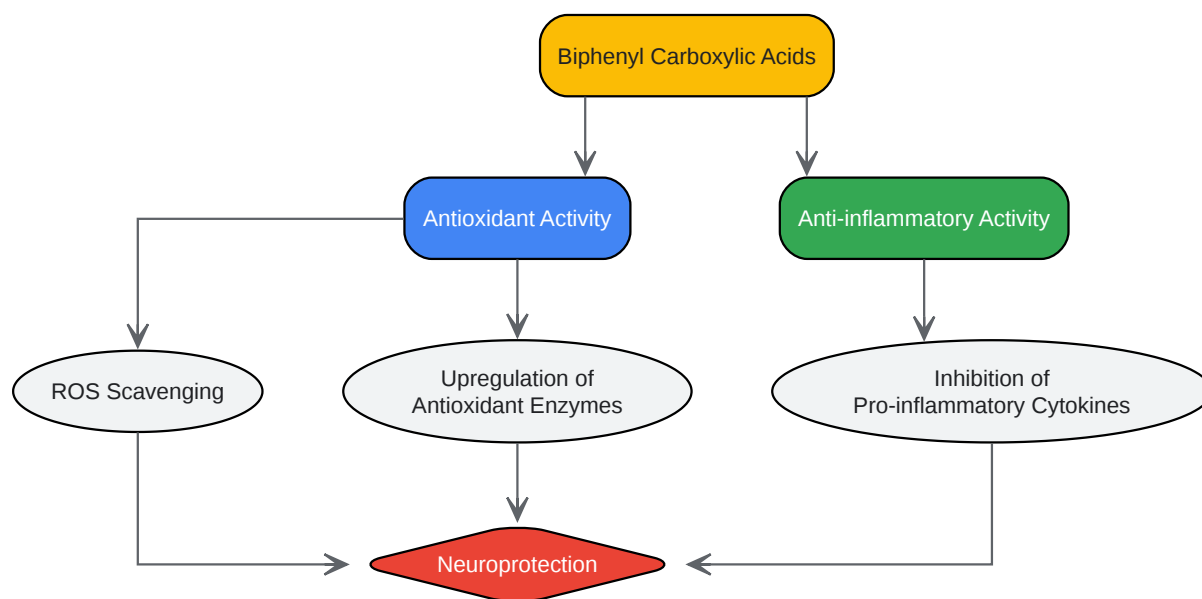 Biphenyl Carboxylic Acids
Antioxidant Activity
Anti-inflammatory Activity
ROS Scavenging
Upregulation of
Antioxidant Enzymes
Inhibition of
Pro-inflammatory Cytokines
Neuroprotection